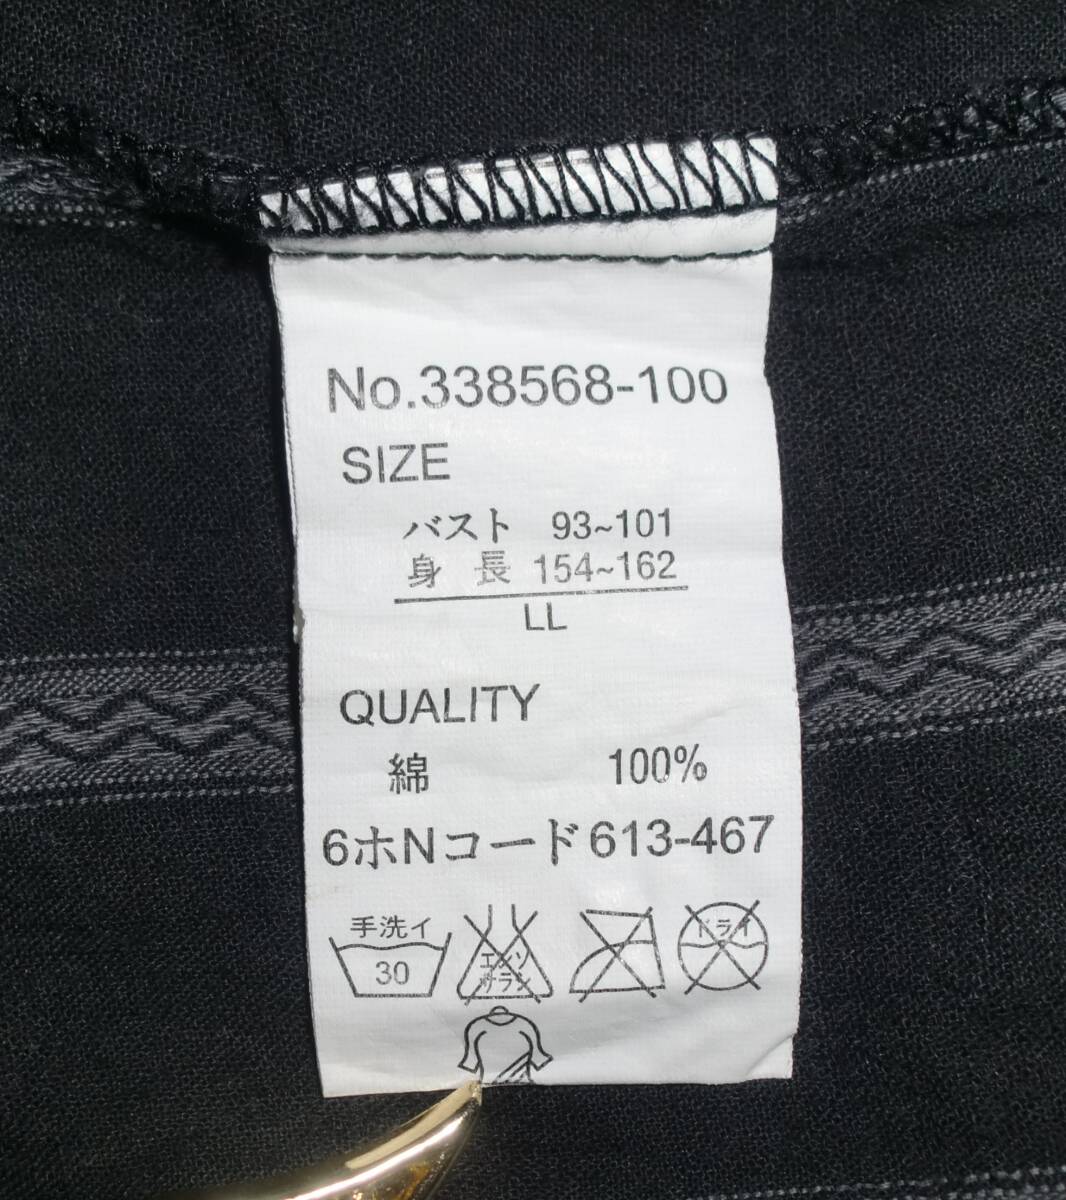 No.338568-100
SIZE
バスト 93~101
身 長 154~162
LL
QUALITY
綿 100%
6ホNコード613-467
手洗イ
30
エンソ
サラシ
ドライ